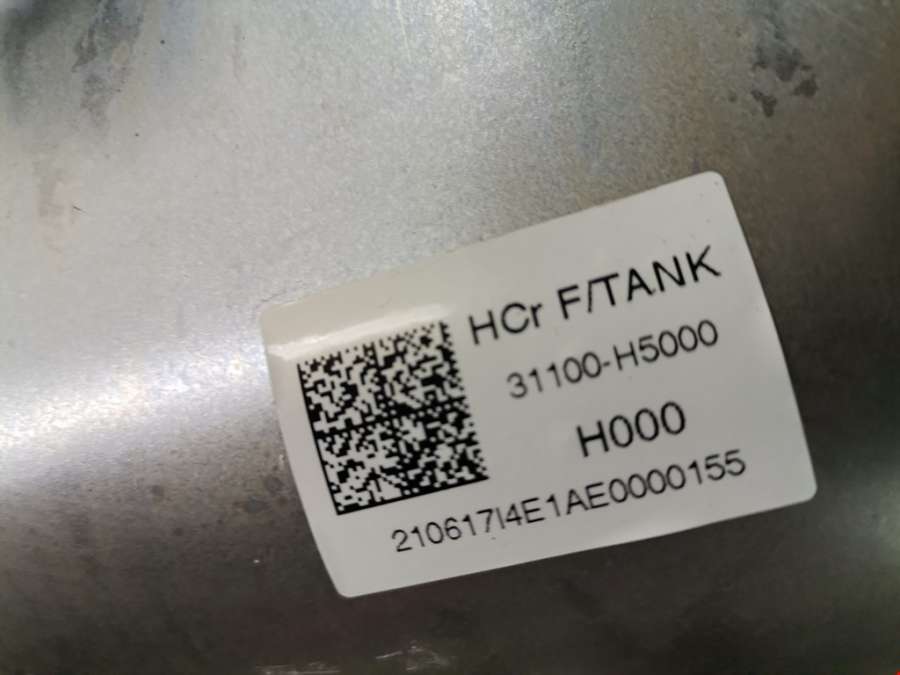 HCr F/TANK
31100-H5000
H000
210617I4E1AE0000155